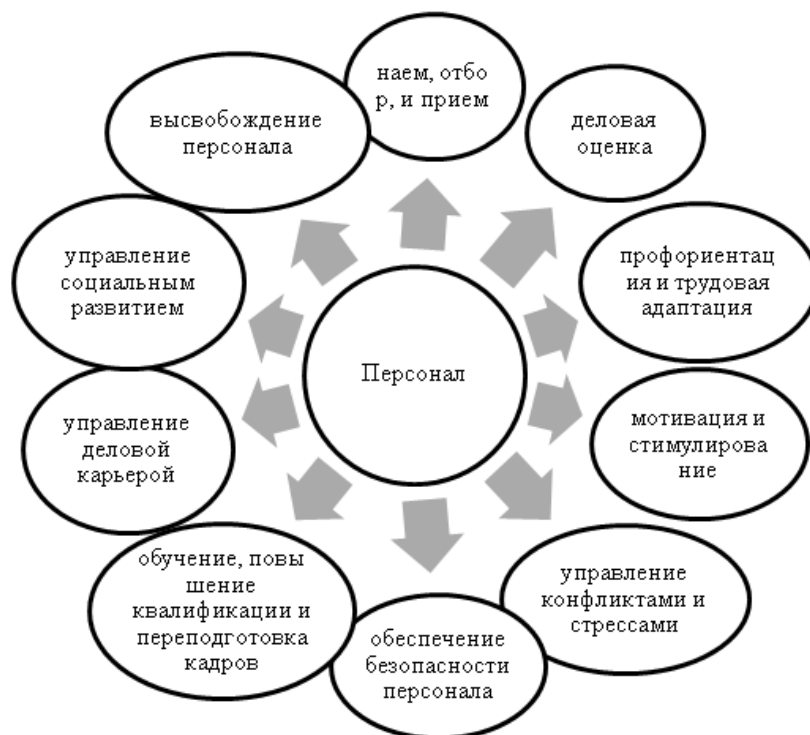 наем, отбо
р, и прием
деловая
оценка
профориентац
ия и трудовая
адаптация
мотивация и
стимулирова
ние
управление
конфликтами и
стрессами
обеспечение
безопасности
персонала
обучение, повы
шение
квалификации и
переподготовка
кадров
управление
деловой
карьерой
управление
социальным
развитием
высвобождение
персонала
Персонал